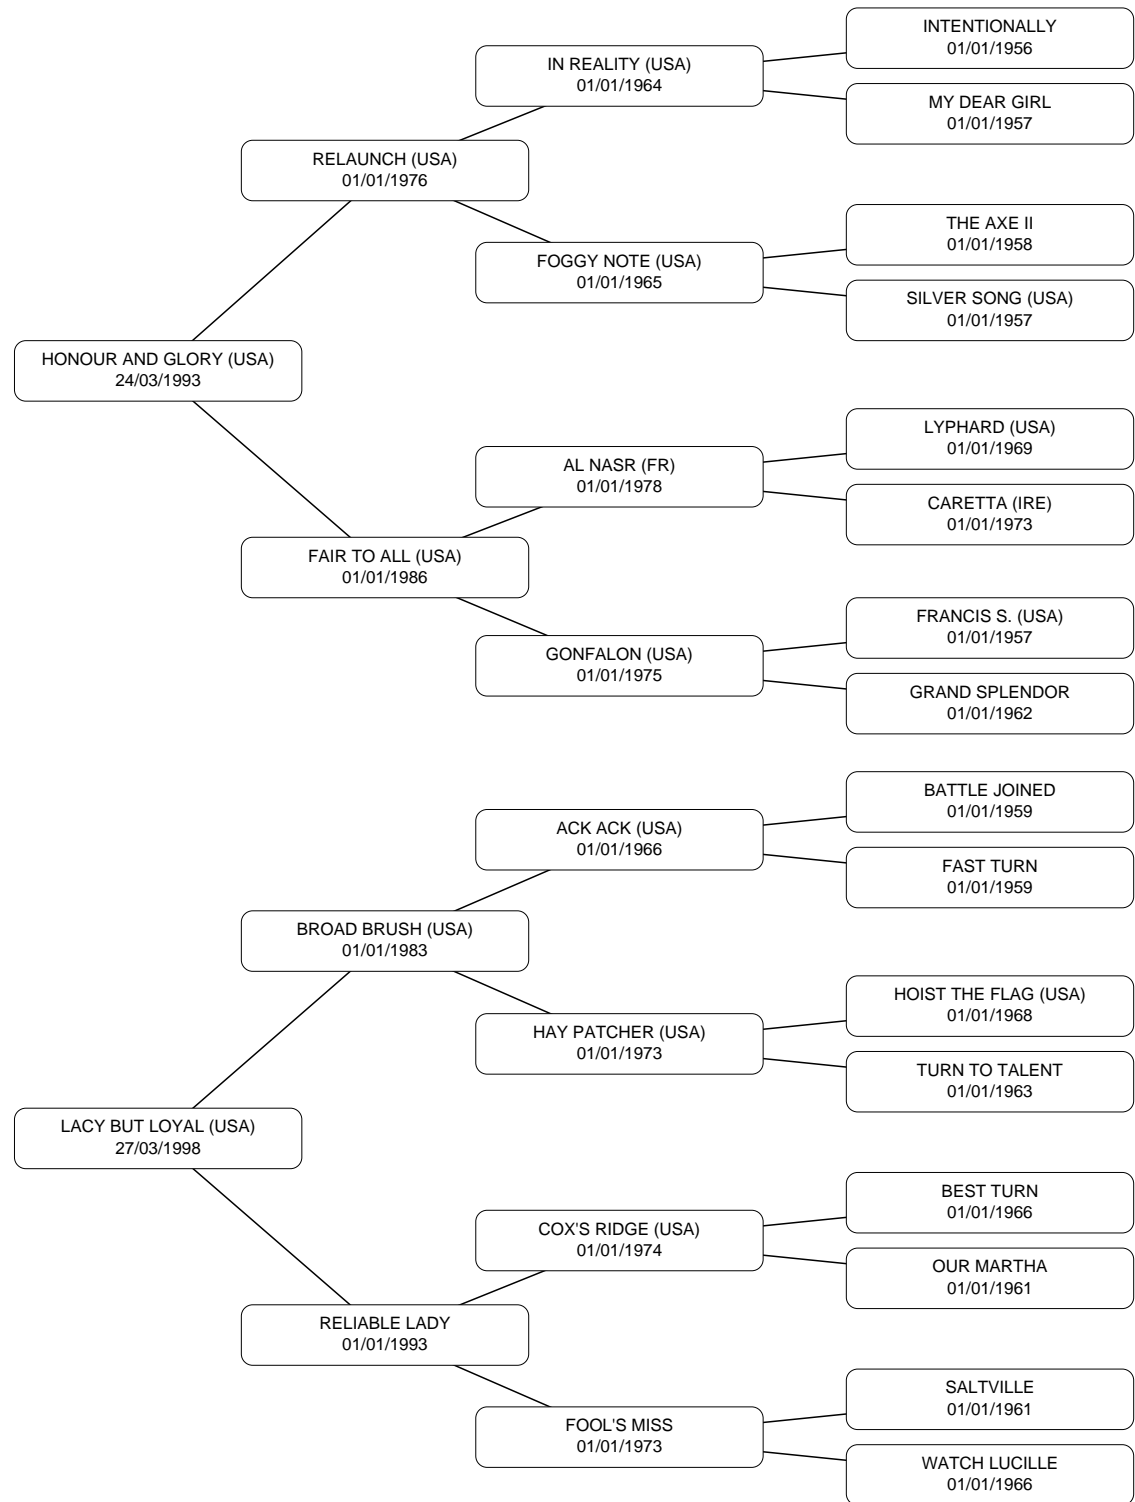 INTENTIONALLY
01/01/1956
IN REALITY (USA)
01/01/1964
MY DEAR GIRL
01/01/1957
RELAUNCH (USA)
01/01/1976
THE AXE II
01/01/1958
FOGGY NOTE (USA)
01/01/1965
SILVER SONG (USA)
01/01/1957
HONOUR AND GLORY (USA)
24/03/1993
LYPHARD (USA)
01/01/1969
AL NASR (FR)
01/01/1978
CARETTA (IRE)
01/01/1973
FAIR TO ALL (USA)
01/01/1986
FRANCIS S. (USA)
01/01/1957
GONFALON (USA)
01/01/1975
GRAND SPLENDOR
01/01/1962
BATTLE JOINED
01/01/1959
ACK ACK (USA)
01/01/1966
FAST TURN
01/01/1959
BROAD BRUSH (USA)
01/01/1983
HOIST THE FLAG (USA)
01/01/1968
HAY PATCHER (USA)
01/01/1973
TURN TO TALENT
01/01/1963
LACY BUT LOYAL (USA)
27/03/1998
BEST TURN
01/01/1966
COX'S RIDGE (USA)
01/01/1974
OUR MARTHA
01/01/1961
RELIABLE LADY
01/01/1993
SALTVILLE
01/01/1961
FOOL'S MISS
01/01/1973
WATCH LUCILLE
01/01/1966